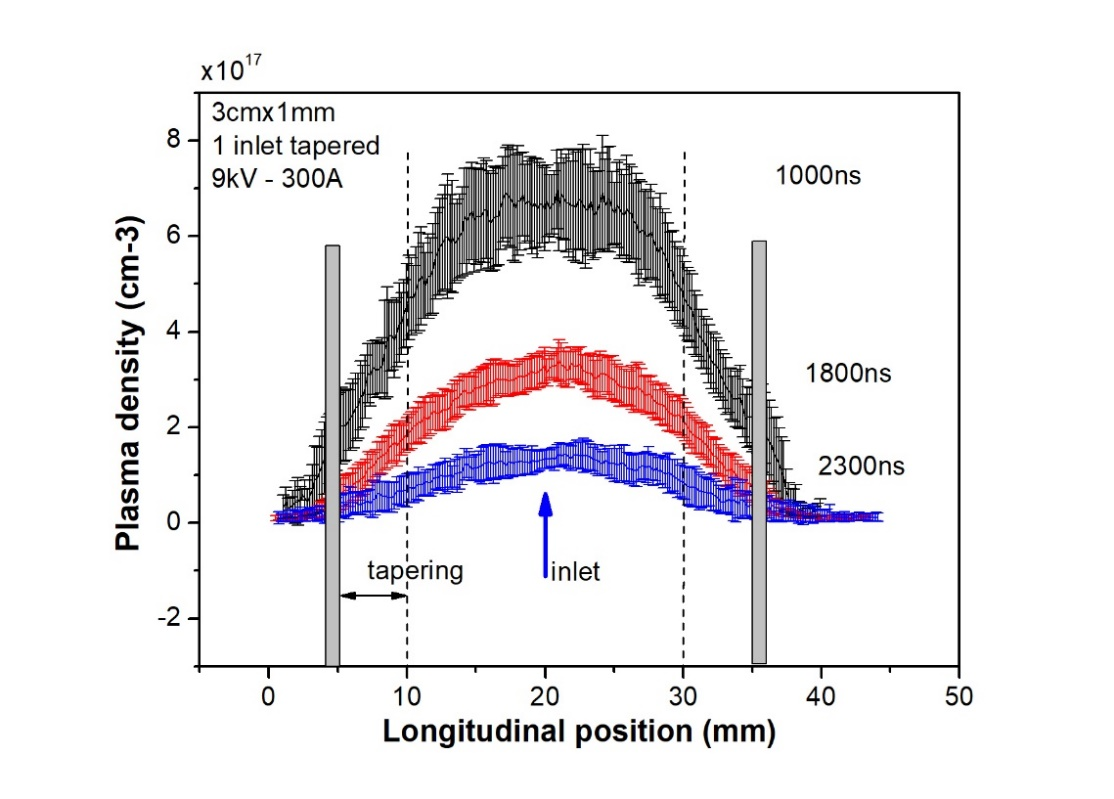 x10^17
3cmx1mm
1 inlet tapered
9kV - 300A
1000ns
1800ns
2300ns
8
6
4
2
0
-2
Plasma density (cm-3)
tapering
inlet
0 10 20 30 40 50
Longitudinal position (mm)